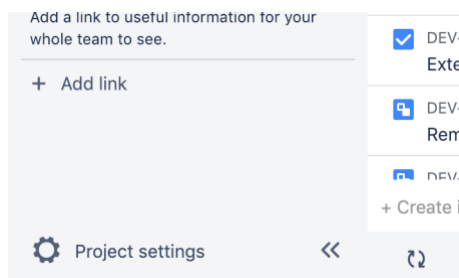 Add a link to useful information for your
whole team to see.
+ Add link
Project settings
DEV-
Exte
DEV-
Rem
DEV-
+ Create i